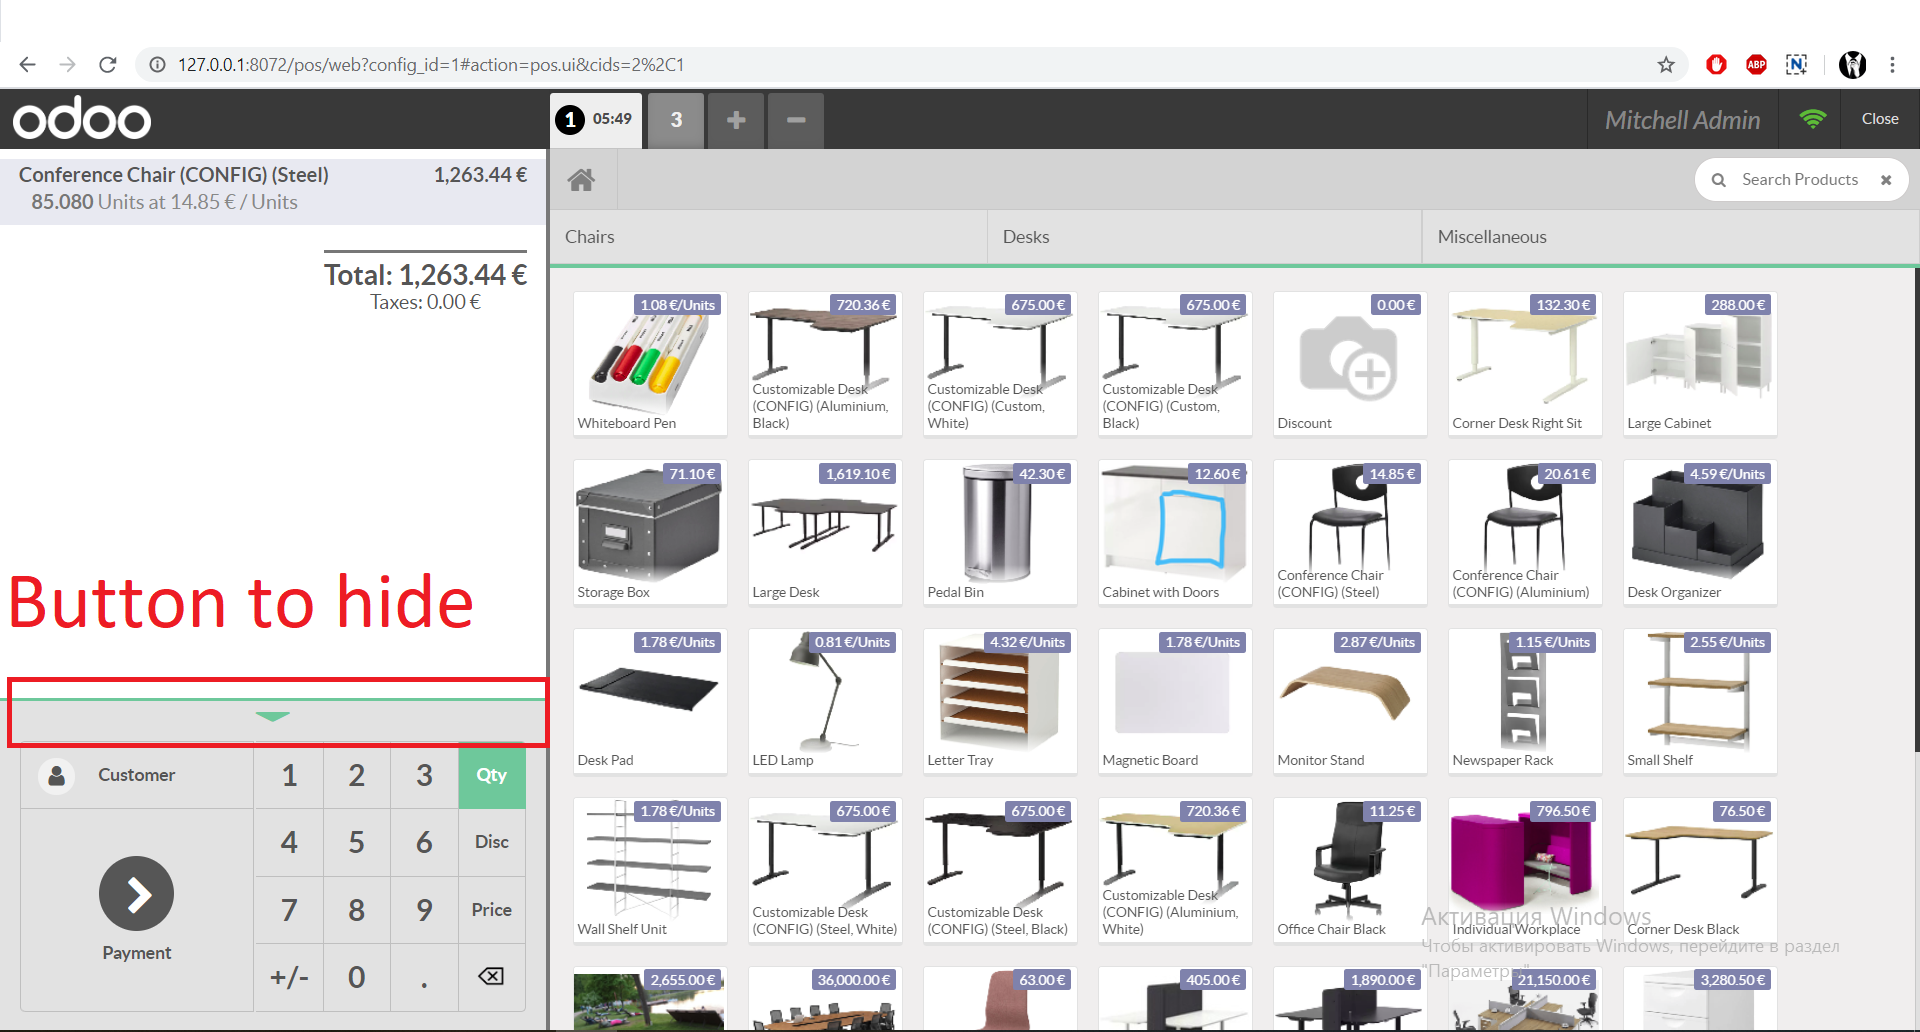 127.0.0.1:8072/pos/web?config_id=1#action=pos.ui&cids=2%2C1
ABP
N
odoo
1 05:49
3
+
-
Mitchell Admin
Close
Conference Chair (CONFIG) (Steel) 1,263.44 €
85.080 Units at 14.85 € / Units
Total: 1,263.44 €
Taxes: 0.00 €
Search Products
Chairs
Desks
Miscellaneous
1.08 €/Units
Whiteboard Pen
720.36 €
Customizable Desk
(CONFIG) (Aluminium,
Black)
675.00 €
Customizable Desk
(CONFIG) (Custom,
White)
675.00 €
Customizable Desk
(CONFIG) (Custom,
Black)
0.00 €
Discount
132.30 €
Corner Desk Right Sit
288.00 €
Large Cabinet
71.10 €
Storage Box
1,619.10 €
Large Desk
42.30 €
Pedal Bin
12.60 €
Cabinet with Doors
14.85 €
Conference Chair
(CONFIG) (Steel)
20.61 €
Conference Chair
(CONFIG) (Aluminium)
4.59 €/Units
Desk Organizer
1.78 €/Units
Desk Pad
0.81 €/Units
LED Lamp
4.32 €/Units
Letter Tray
1.78 €/Units
Magnetic Board
2.87 €/Units
Monitor Stand
1.15 €/Units
Newspaper Rack
2.55 €/Units
Small Shelf
1.78 €/Units
Wall Shelf Unit
675.00 €
Customizable Desk
(CONFIG) (Steel, White)
675.00 €
Customizable Desk
(CONFIG) (Steel, Black)
720.36 €
Customizable Desk
(CONFIG) (Aluminium,
White)
11.25 €
Office Chair Black
796.50 €
Individual Workplace
76.50 €
Corner Desk Black
2,655.00 €
36,000.00 €
63.00 €
405.00 €
1,890.00 €
21,150.00 €
3,280.50 €
Button to hide
Customer
Payment
1 2 3 Qty
4 5 6 Disc
7 8 9 Price
+/- 0 .
Активация Windows
Чтобы активировать Windows, перейдите в раздел
"Параметры".